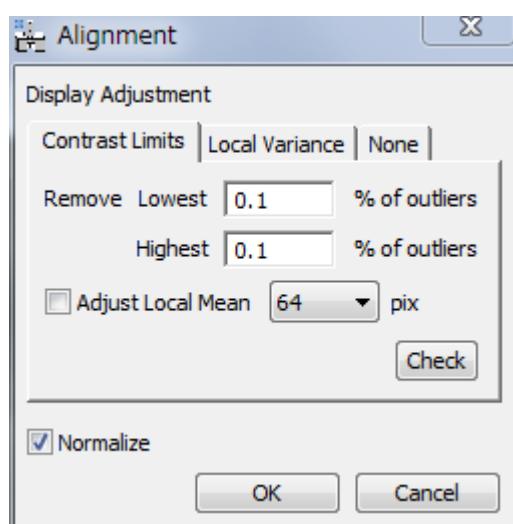 Alignment
Display Adjustment
Contrast Limits Local Variance None
Remove Lowest 0.1 % of outliers
Highest 0.1 % of outliers
Adjust Local Mean 64 pix
Check
Normalize
OK Cancel